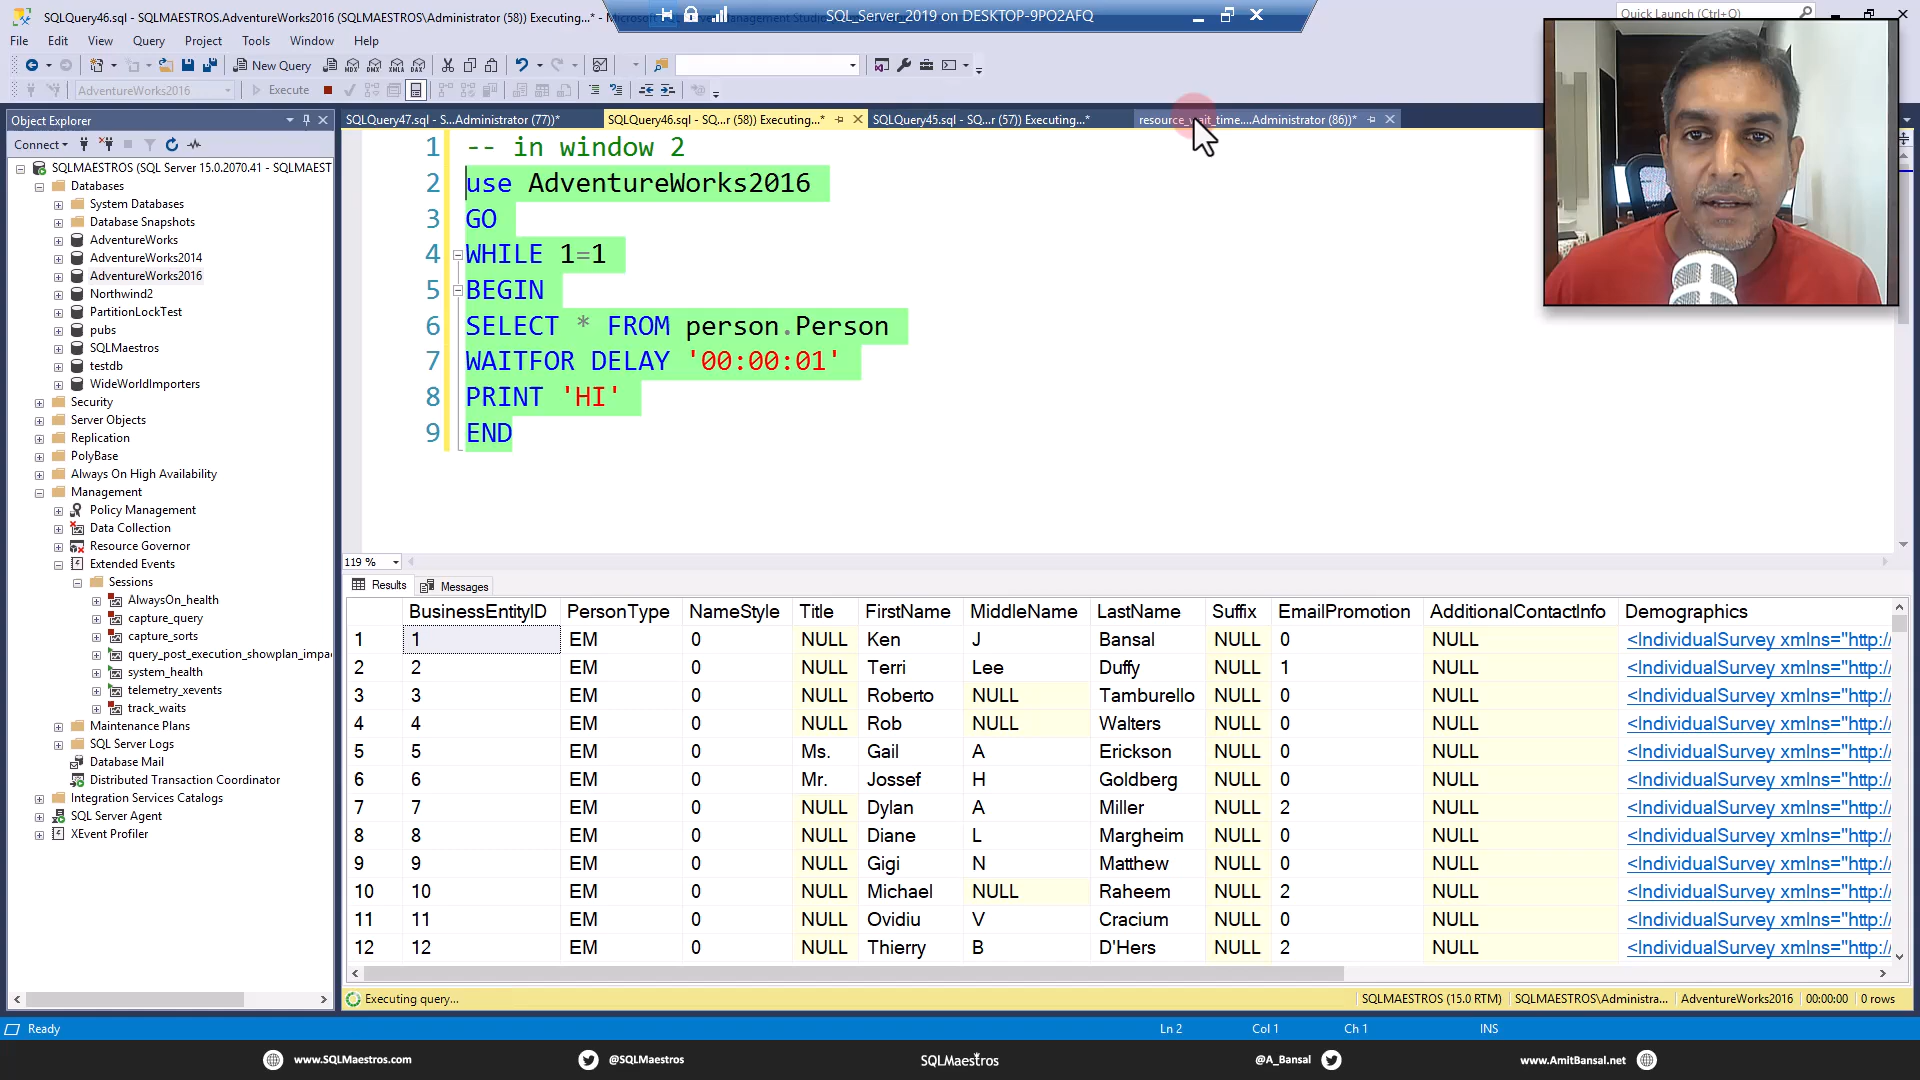 SQLQuery46.sql - SQLMAESTROS.AdventureWorks2016 (SQLMAESTROS\Administrator (58)) Executing...* -
SQL_Server_2019 on DESKTOP-9PO2AFQ
Quick Launch (Ctrl+Q)
File Edit View Query Project Tools Window Help
New Query
AdventureWorks2016 Execute
Object Explorer
SQLQuery47.sql - S...Administrator (77))*
SQLQuery46.sql - SQ...r (58)) Executing...*
SQLQuery45.sql - SQ...r (57)) Executing...*
resource_wait_time....Administrator (86))*
Connect
SQLMAESTROS (SQL Server 15.0.2070.41 - SQLMAEST
Databases
System Databases
Database Snapshots
AdventureWorks
AdventureWorks2014
AdventureWorks2016
Northwind2
PartitionLockTest
pubs
SQLMaestros
testdb
WideWorldImporters
Security
Server Objects
Replication
PolyBase
Always On High Availability
Management
Policy Management
Data Collection
Resource Governor
Extended Events
Sessions
AlwaysOn_health
capture_query
capture_sorts
query_post_execution_showplan_impa
system_health
telemetry_xevents
track_waits
Maintenance Plans
SQL Server Logs
Database Mail
Distributed Transaction Coordinator
Integration Services Catalogs
SQL Server Agent
XEvent Profiler
1 -- in window 2
2 use AdventureWorks2016
3 GO
4 WHILE 1=1
5 BEGIN
6 SELECT * FROM person.Person
7 WAITFOR DELAY '00:00:01'
8 PRINT 'HI'
9 END
119 %
Results Messages
BusinessEntityID PersonType NameStyle Title FirstName MiddleName LastName Suffix EmailPromotion AdditionalContactInfo Demographics
1 1 EM 0 NULL Ken J Bansal NULL 0 NULL <IndividualSurvey xmlns="http://
2 2 EM 0 NULL Terri Lee Duffy NULL 1 NULL <IndividualSurvey xmlns="http://
3 3 EM 0 NULL Roberto NULL Tamburello NULL 0 NULL <IndividualSurvey xmlns="http://
4 4 EM 0 NULL Rob NULL Walters NULL 0 NULL <IndividualSurvey xmlns="http://
5 5 EM 0 Ms. Gail A Erickson NULL 0 NULL <IndividualSurvey xmlns="http://
6 6 EM 0 Mr. Jossef H Goldberg NULL 0 NULL <IndividualSurvey xmlns="http://
7 7 EM 0 NULL Dylan A Miller NULL 2 NULL <IndividualSurvey xmlns="http://
8 8 EM 0 NULL Diane L Margheim NULL 0 NULL <IndividualSurvey xmlns="http://
9 9 EM 0 NULL Gigi N Matthew NULL 0 NULL <IndividualSurvey xmlns="http://
10 10 EM 0 NULL Michael NULL Raheem NULL 2 NULL <IndividualSurvey xmlns="http://
11 11 EM 0 NULL Ovidiu V Cracium NULL 0 NULL <IndividualSurvey xmlns="http://
12 12 EM 0 NULL Thierry B D'Hers NULL 2 NULL <IndividualSurvey xmlns="http://
Executing query... SQLMAESTROS (15.0 RTM) SQLMAESTROS\Administra... AdventureWorks2016 00:00:00 0 rows
Ready Ln 2 Col 1 Ch 1 INS
www.SQLMaestros.com @SQLMaestros SQLMaestros @A_Bansal www.AmitBansal.net